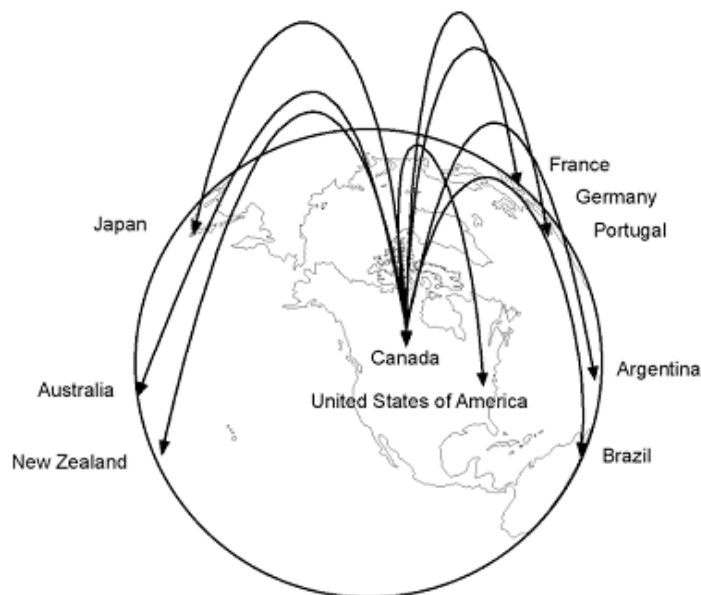 France
Germany
Japan
Portugal
Canada
Argentina
Australia
United States of America
New Zealand
Brazil